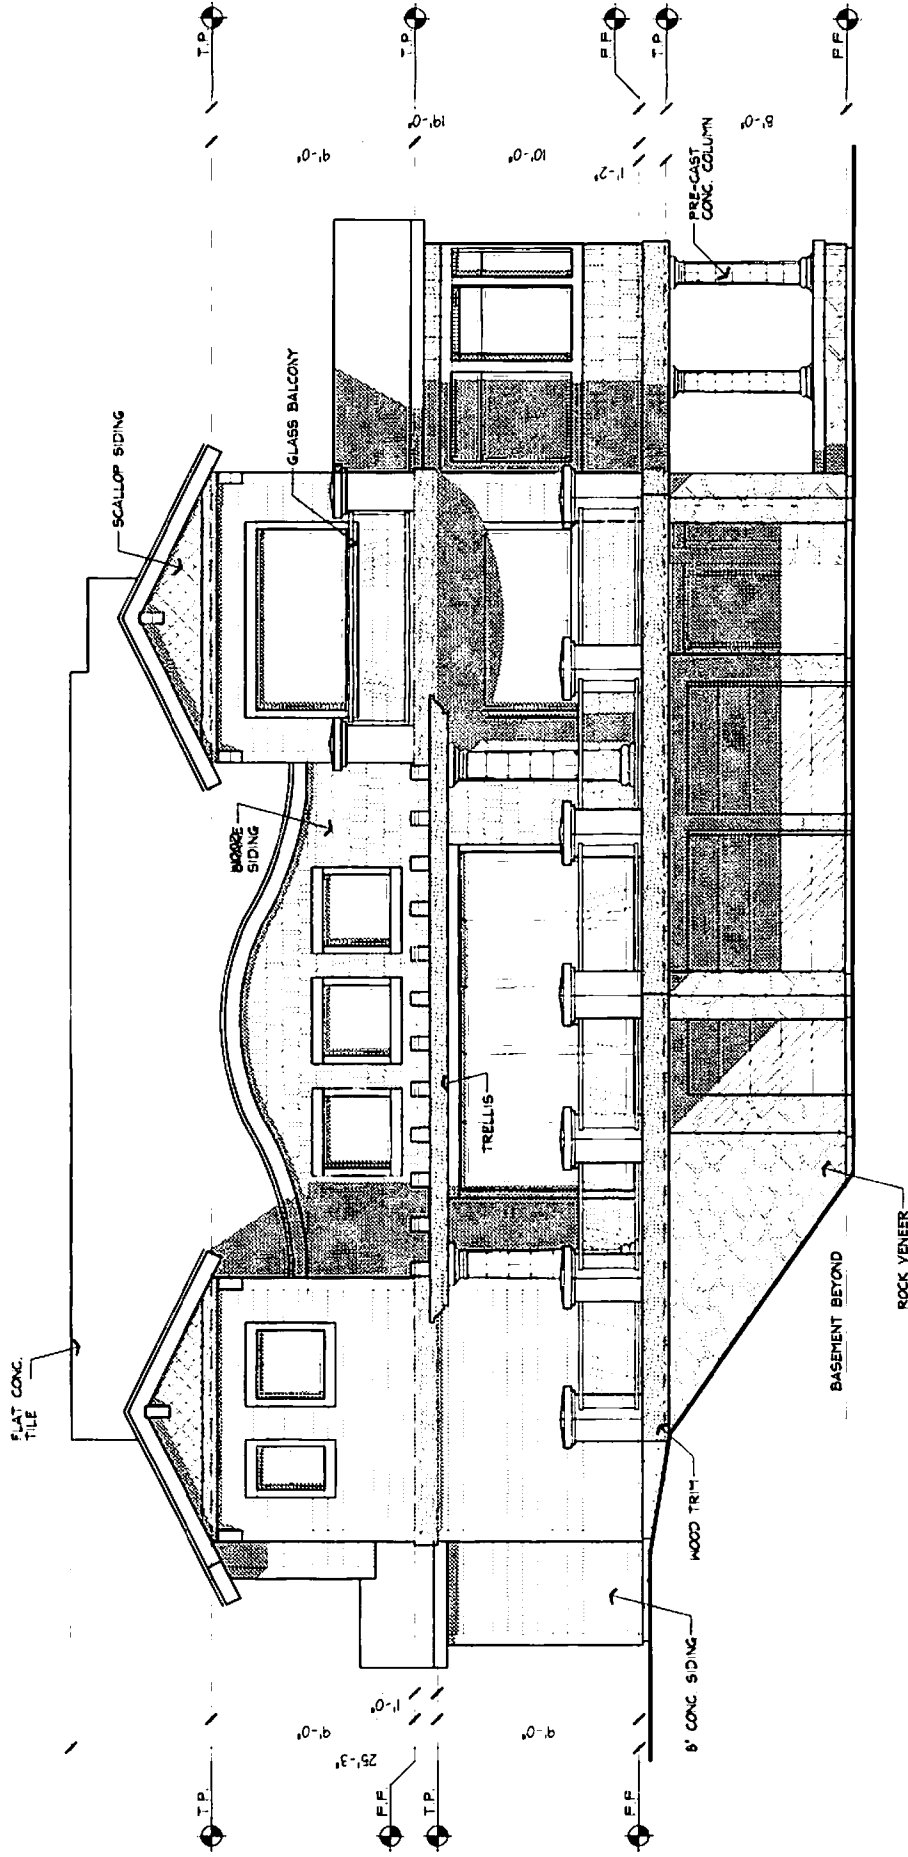 T.P.
T.P.
F.F.
T.P.
F.F.
9'-0"
19'-0"
10'-0"
1'-2"
8'-0"
PRE-CAST
CONC. COLUMN
SCALLOP SIDING
GLASS BALCONY
SIDING
TRELLIS
FLAT CONC.
TILE
BASEMENT BEYOND
ROCK VENEER
WOOD TRIM
8" CONC. SIDING
1'-0"
9'-0"
25'-3"
9'-0"
T.P.
F.F.
T.P.
F.F.